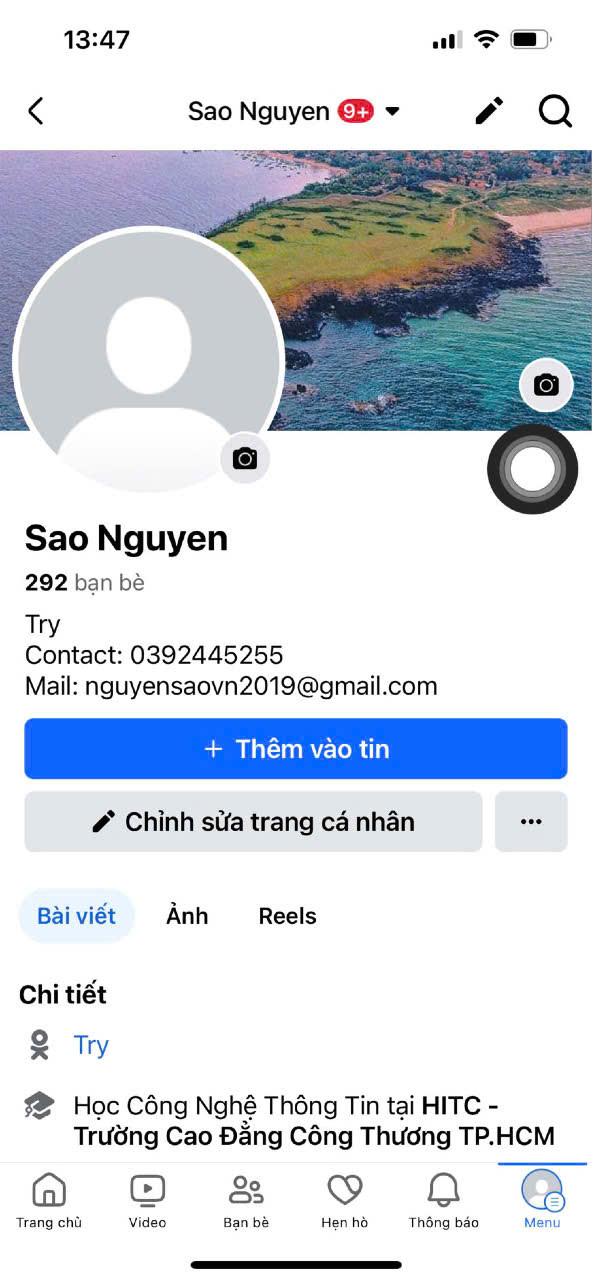 13:47
Sao Nguyen 9+
Sao Nguyen
292 bạn bè
Try
Contact: 0392445255
Mail: nguyensaovn2019@gmail.com
+ Thêm vào tin
Chỉnh sửa trang cá nhân
Bài viết Ảnh Reels
Chi tiết
Try
Học Công Nghệ Thông Tin tại HITC -
Trường Cao Đẳng Công Thương TP.HCM
Trang chủ Video Bạn bè Hẹn hò Thông báo Menu